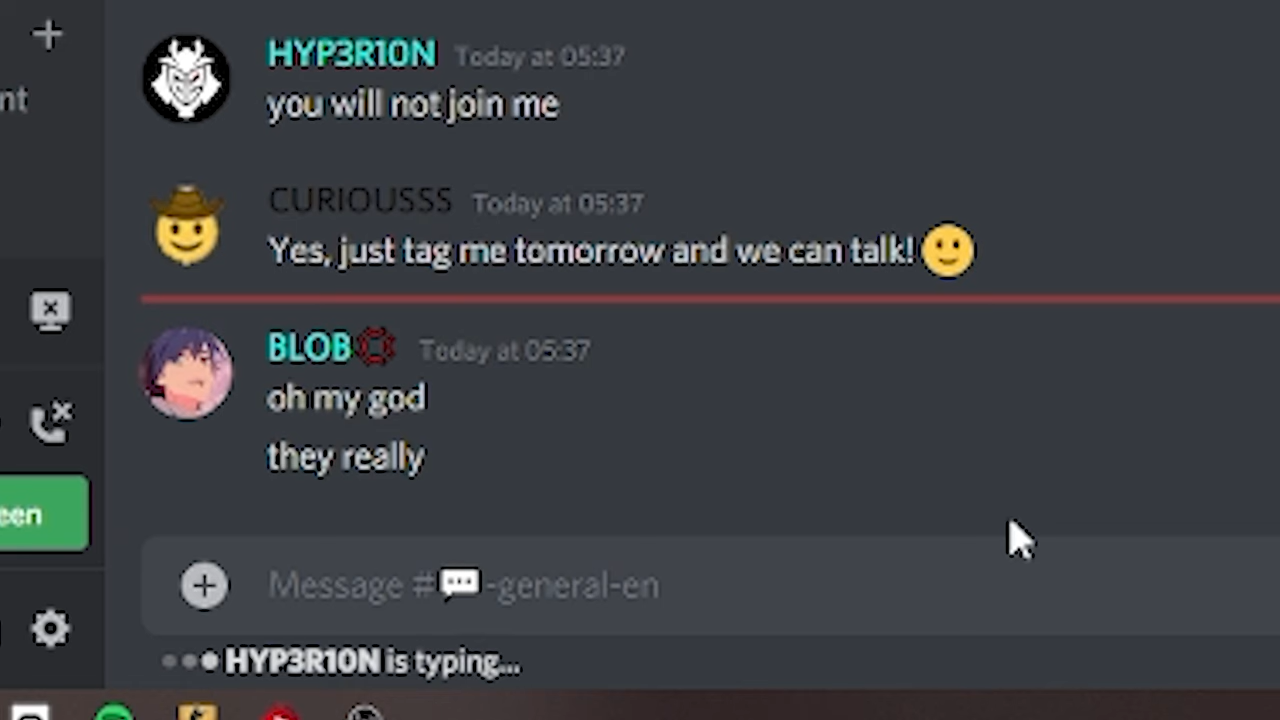 nt
HYP3R10N Today at 05:37
you will not join me
CURIOUSSS Today at 05:37
Yes, just tag me tomorrow and we can talk! 🙂
BLOB💢 Today at 05:37
oh my god
they really
een
Message #💬-general-en
HYP3R10N is typing...